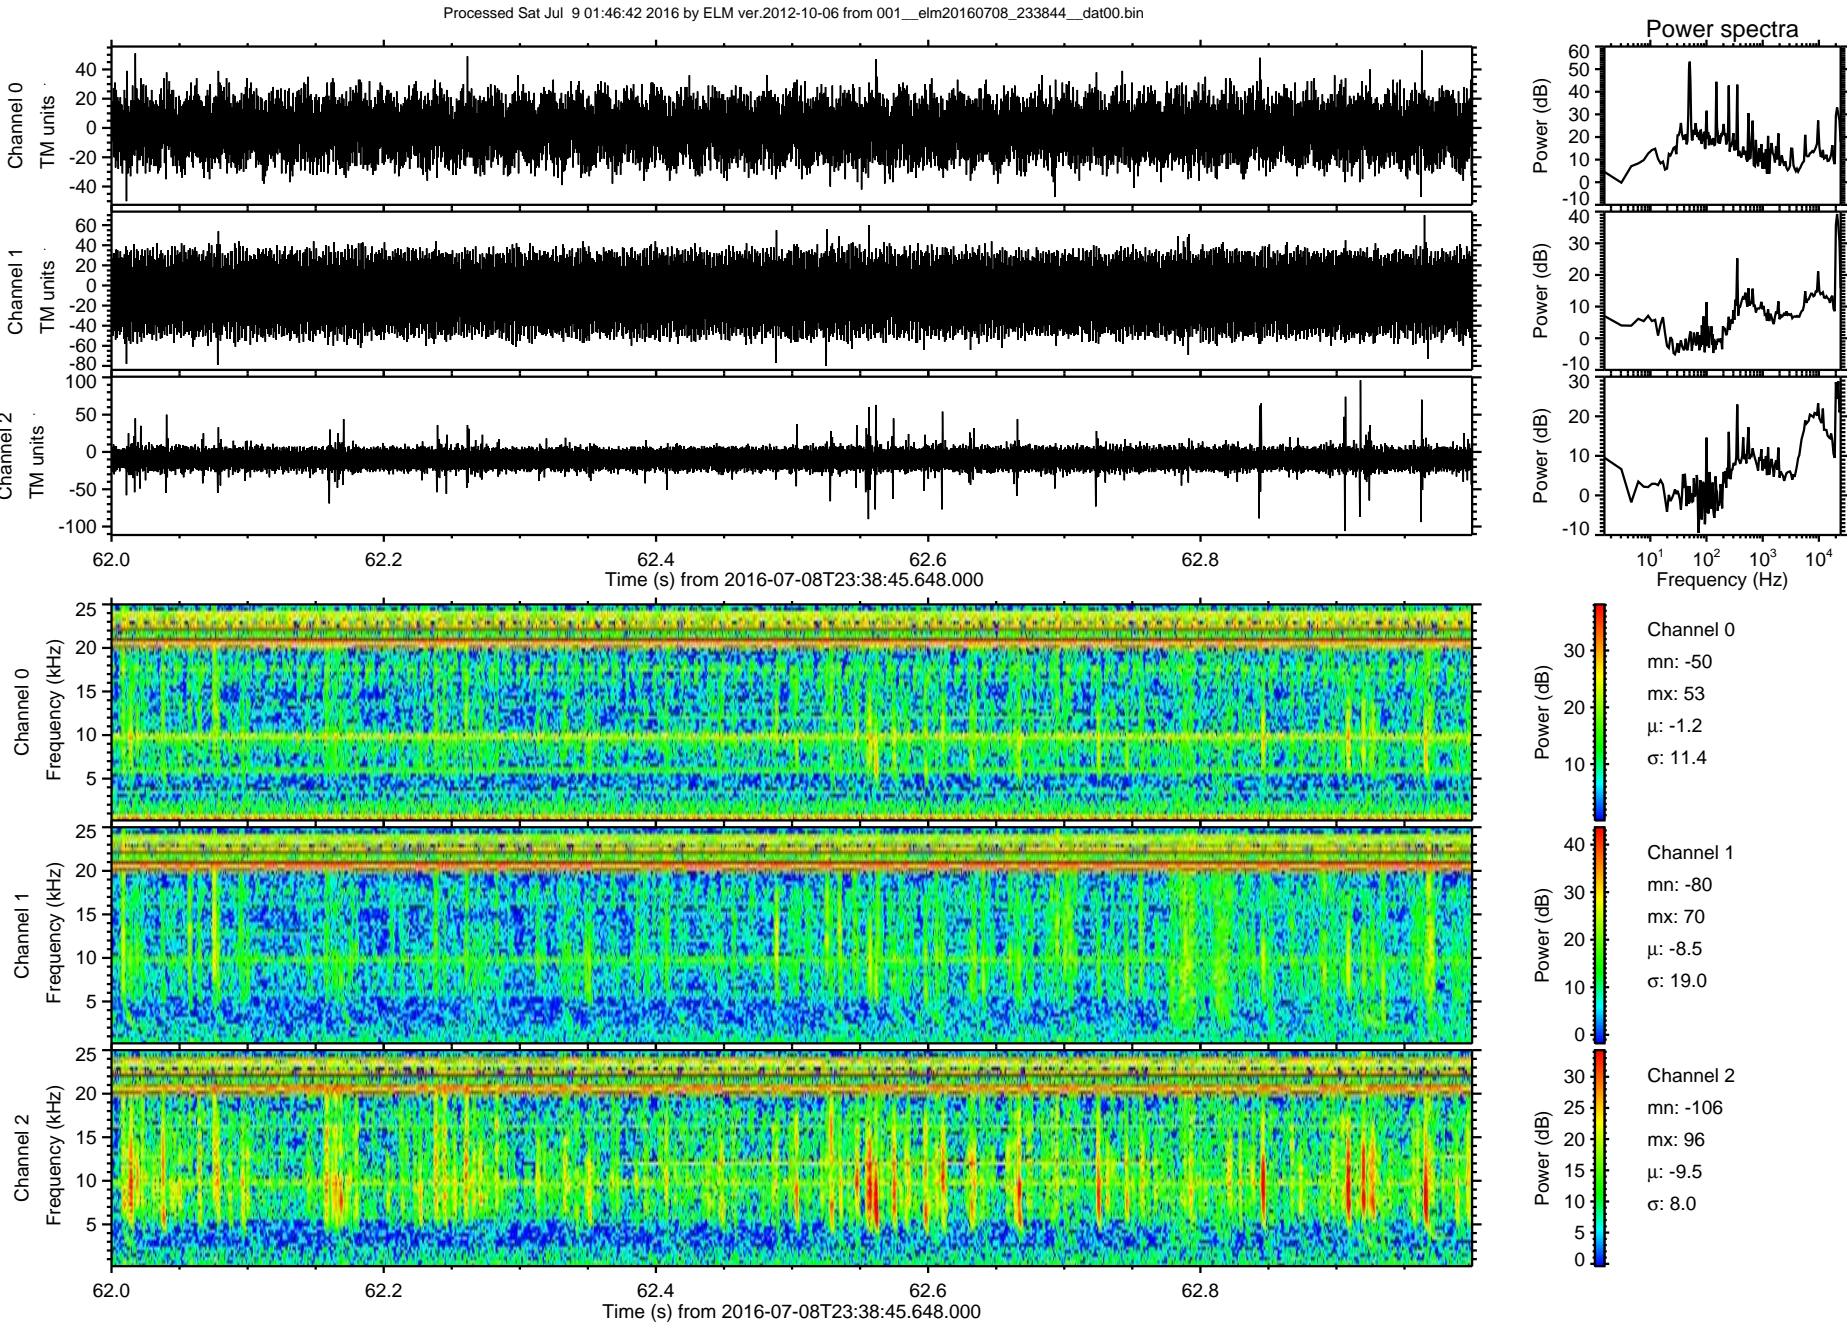 Processed Sat Jul 9 01:46:42 2016 by ELM ver.2012-10-06 from 001__elm20160708_233844__dat00.bin
Power spectra
Channel 0
TM units
40
20
0
-20
-40
Power (dB)
60
50
40
30
20
10
0
-10
Channel 1
TM units
60
40
20
0
-20
-40
-60
-80
Power (dB)
40
30
20
10
0
-10
Channel 2
TM units
100
50
0
-50
-100
Power (dB)
30
20
10
0
-10
62.0 62.2 62.4 62.6 62.8
Time (s) from 2016-07-08T23:38:45.648.000
10^1 10^2 10^3 10^4
Frequency (Hz)
Channel 0
Frequency (kHz)
25
20
15
10
5
Power (dB)
30
20
10
Channel 0
mn: -50
mx: 53
μ: -1.2
σ: 11.4
Channel 1
Frequency (kHz)
25
20
15
10
5
Power (dB)
40
30
20
10
0
Channel 1
mn: -80
mx: 70
μ: -8.5
σ: 19.0
Channel 2
Frequency (kHz)
25
20
15
10
5
Power (dB)
30
25
20
15
10
5
0
Channel 2
mn: -106
mx: 96
μ: -9.5
σ: 8.0
62.0 62.2 62.4 62.6 62.8
Time (s) from 2016-07-08T23:38:45.648.000